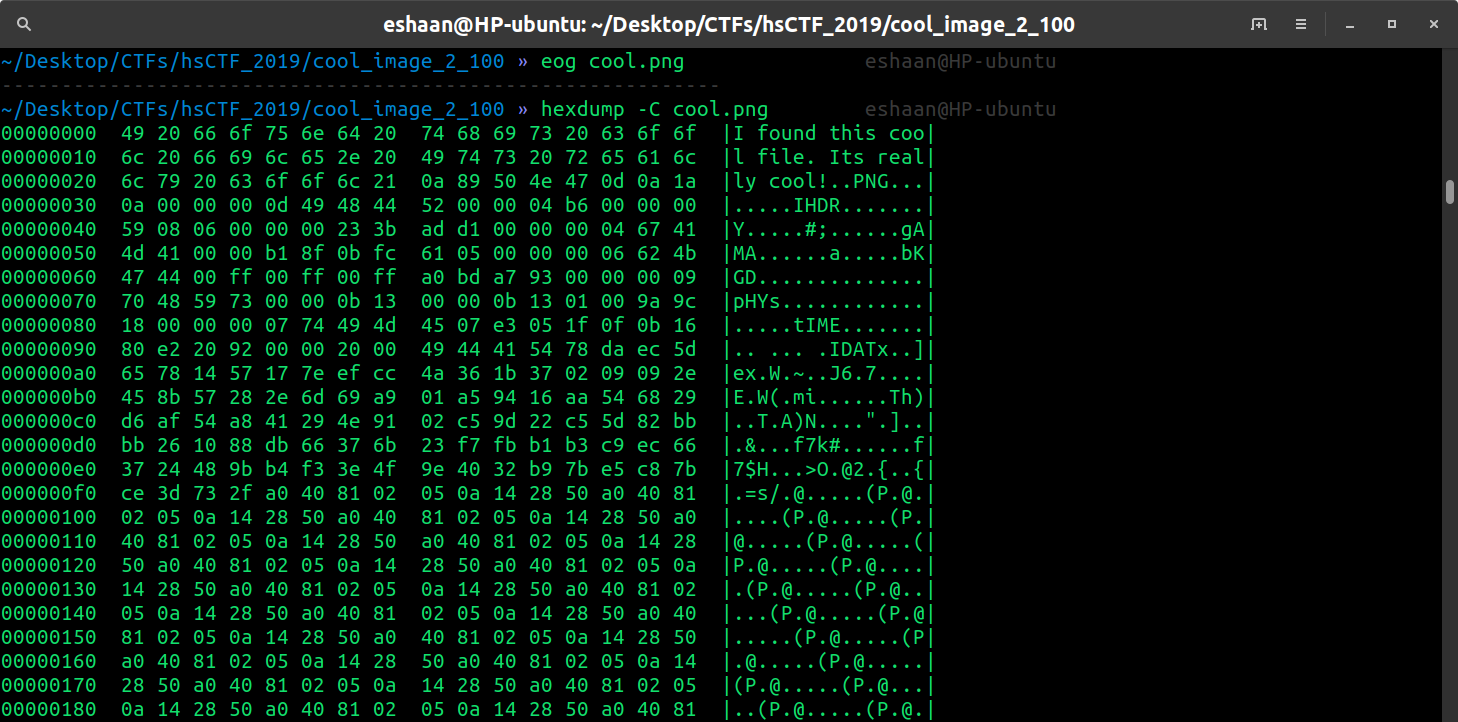 eshaan@HP-ubuntu: ~/Desktop/CTFs/hsCTF_2019/cool_image_2_100
~/Desktop/CTFs/hsCTF_2019/cool_image_2_100 » eog cool.png eshaan@HP-ubuntu
------------------------------------------------------------
~/Desktop/CTFs/hsCTF_2019/cool_image_2_100 » hexdump -C cool.png eshaan@HP-ubuntu
00000000  49 20 66 6f 75 6e 64 20  74 68 69 73 20 63 6f 6f  |I found this coo|
00000010  6c 20 66 69 6c 65 2e 20  49 74 73 20 72 65 61 6c  |l file. Its real|
00000020  6c 79 20 63 6f 6f 6c 21  0a 89 50 4e 47 0d 0a 1a  |ly cool!..PNG...|
00000030  0a 00 00 00 0d 49 48 44  52 00 00 04 b6 00 00 00  |.....IHDR.......|
00000040  59 08 06 00 00 00 23 3b  ad d1 00 00 00 04 67 41  |Y.....#;......gA|
00000050  4d 41 00 00 b1 8f 0b fc  61 05 00 00 00 06 62 4b  |MA......a.....bK|
00000060  47 44 00 ff 00 ff 00 ff  a0 bd a7 93 00 00 00 09  |GD..............|
00000070  70 48 59 73 00 00 0b 13  00 00 0b 13 01 00 9a 9c  |pHYs............|
00000080  18 00 00 00 07 74 49 4d  45 07 e3 05 1f 0f 0b 16  |.....tIME.......|
00000090  80 e2 20 92 00 00 20 00  49 44 41 54 78 da ec 5d  |.. ... .IDATx..]|
000000a0  65 78 14 57 17 7e ef cc  4a 36 1b 37 02 09 09 2e  |ex.W.~..J6.7....|
000000b0  45 8b 57 28 2e 6d 69 a9  01 a5 94 16 aa 54 68 29  |E.W(.mi......Th)|
000000c0  d6 af 54 a8 41 29 4e 91  02 c5 9d 22 c5 5d 82 bb  |..T.A)N....".]..|
000000d0  bb 26 10 88 db 66 37 6b  23 f7 fb b1 b3 c9 ec 66  |.&...f7k#......f|
000000e0  37 24 48 9b b4 f3 3e 4f  9e 40 32 b9 7b e5 c8 7b  |7$H...>O.@2.{..{|
000000f0  ce 3d 73 2f a0 40 81 02  05 0a 14 28 50 a0 40 81  |.=s/.@.....(P.@.|
00000100  02 05 0a 14 28 50 a0 40  81 02 05 0a 14 28 50 a0  |....(P.@.....(P.|
00000110  40 81 02 05 0a 14 28 50  a0 40 81 02 05 0a 14 28  |@.....(P.@.....(|
00000120  50 a0 40 81 02 05 0a 14  28 50 a0 40 81 02 05 0a  |P.@.....(P.@....|
00000130  14 28 50 a0 40 81 02 05  0a 14 28 50 a0 40 81 02  |.(P.@.....(P.@..|
00000140  05 0a 14 28 50 a0 40 81  02 05 0a 14 28 50 a0 40  |...(P.@.....(P.@|
00000150  81 02 05 0a 14 28 50 a0  40 81 02 05 0a 14 28 50  |.....(P.@.....(P|
00000160  a0 40 81 02 05 0a 14 28  50 a0 40 81 02 05 0a 14  |.@.....(P.@.....|
00000170  28 50 a0 40 81 02 05 0a  14 28 50 a0 40 81 02 05  |(P.@.....(P.@...|
00000180  0a 14 28 50 a0 40 81 02  05 0a 14 28 50 a0 40 81  |..(P.@.....(P.@.|